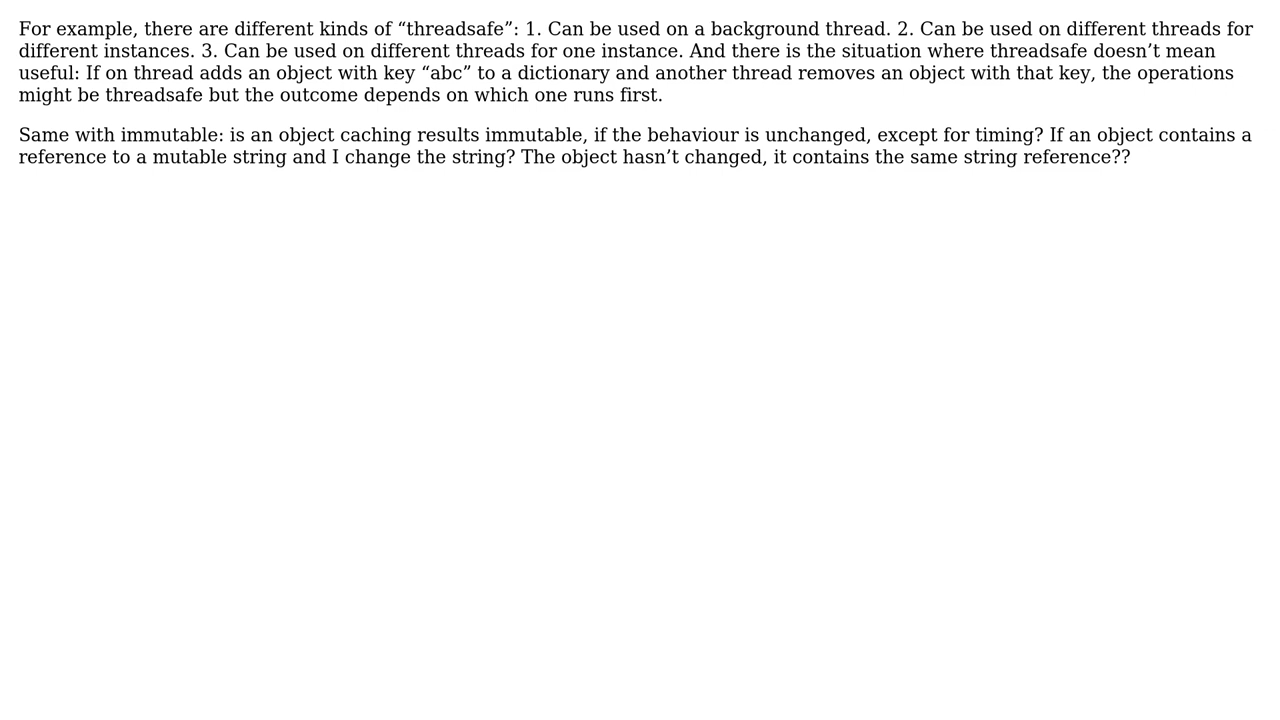 For example, there are different kinds of “threadsafe”: 1. Can be used on a background thread. 2. Can be used on different threads for
different instances. 3. Can be used on different threads for one instance. And there is the situation where threadsafe doesn’t mean
useful: If on thread adds an object with key “abc” to a dictionary and another thread removes an object with that key, the operations
might be threadsafe but the outcome depends on which one runs first.
Same with immutable: is an object caching results immutable, if the behaviour is unchanged, except for timing? If an object contains a
reference to a mutable string and I change the string? The object hasn’t changed, it contains the same string reference??